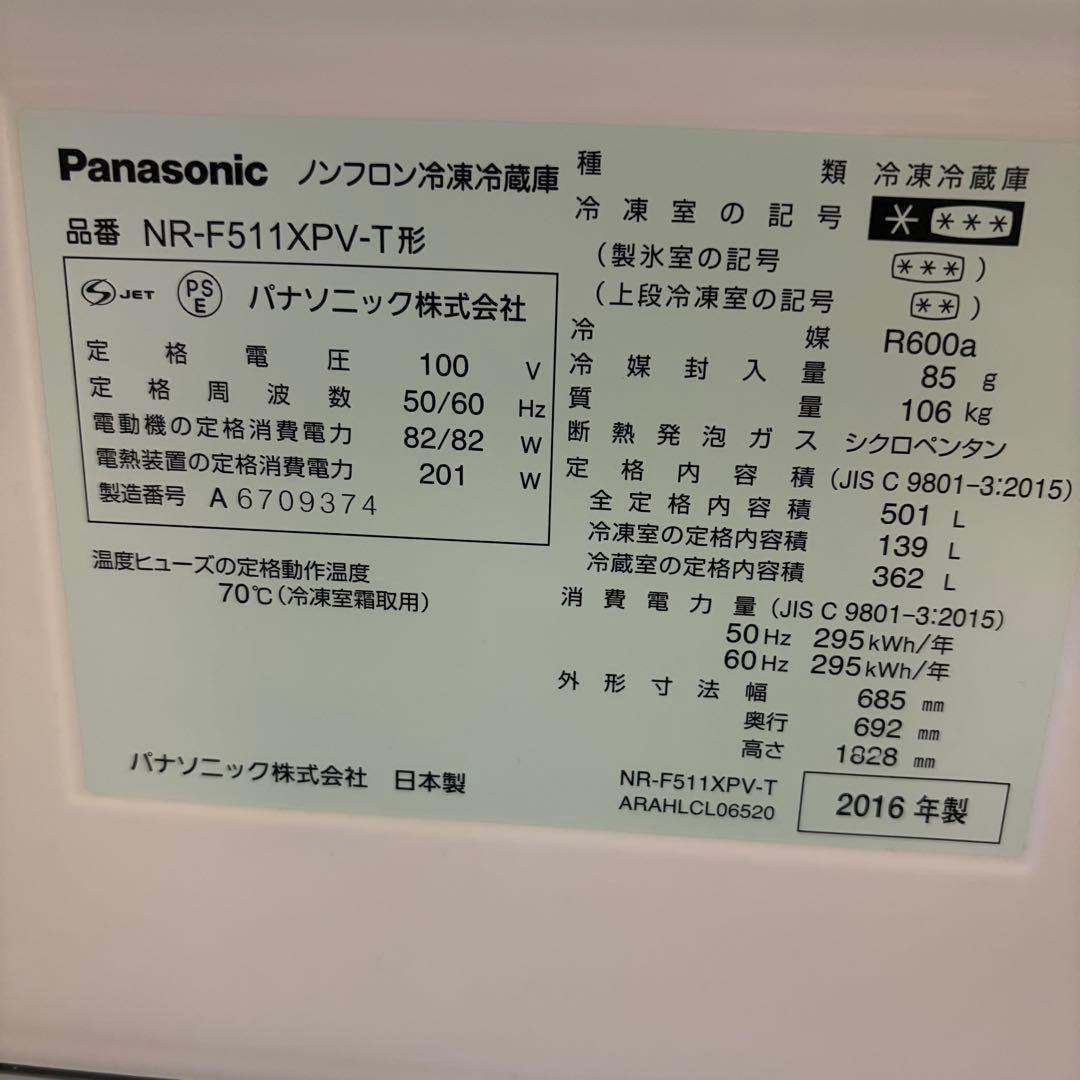 Panasonic ノンフロン冷凍冷蔵庫
品番 NR-F511XPV-T形
JET PSE パナソニック株式会社
定格電圧 100 V
定格周波数 50/60 Hz
電動機の定格消費電力 82/82 W
電熱装置の定格消費電力 201 W
製造番号 A 6709374
温度ヒューズの定格動作温度
70℃(冷凍室霜取用)
パナソニック株式会社 日本製
種類 冷凍冷蔵庫
冷凍室の記号 * ***
(製氷室の記号 ***)
(上段冷凍室の記号 **)
冷媒 R600a
冷媒封入量 85 g
質量 106 kg
断熱発泡ガス シクロペンタン
定格内容積 (JIS C 9801-3:2015)
全定格内容積 501 L
冷凍室の定格内容積 139 L
冷蔵室の定格内容積 362 L
消費電力量 (JIS C 9801-3:2015)
50Hz 295kWh/年
60Hz 295kWh/年
外形寸法 幅 685 mm
奥行 692 mm
高さ 1828 mm
NR-F511XPV-T
ARAHLCL06520
2016年製